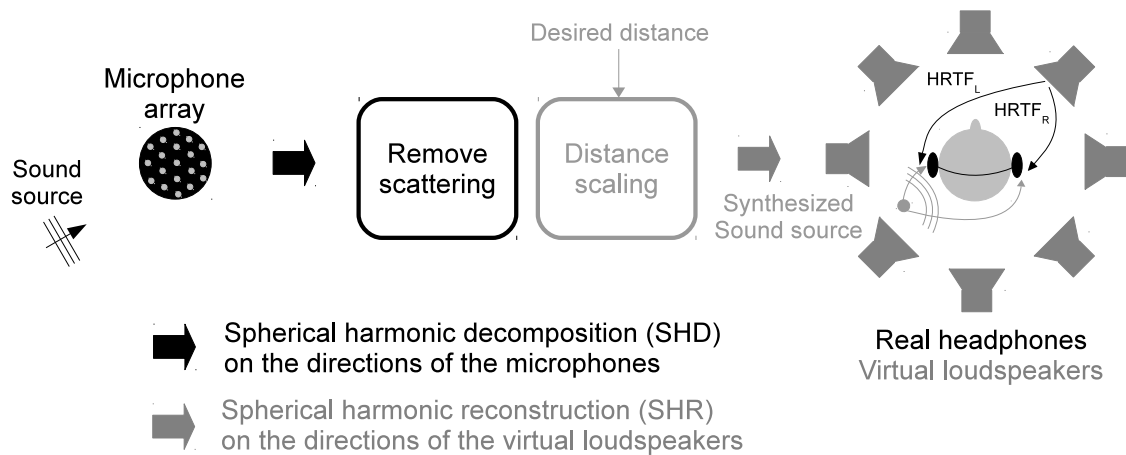 Desired distance
Microphone
array
HRTF_L
HRTF_R
Sound
source
Remove
scattering
Distance
scaling
Synthesized
Sound source
Spherical harmonic decomposition (SHD)
on the directions of the microphones
Real headphones
Virtual loudspeakers
Spherical harmonic reconstruction (SHR)
on the directions of the virtual loudspeakers